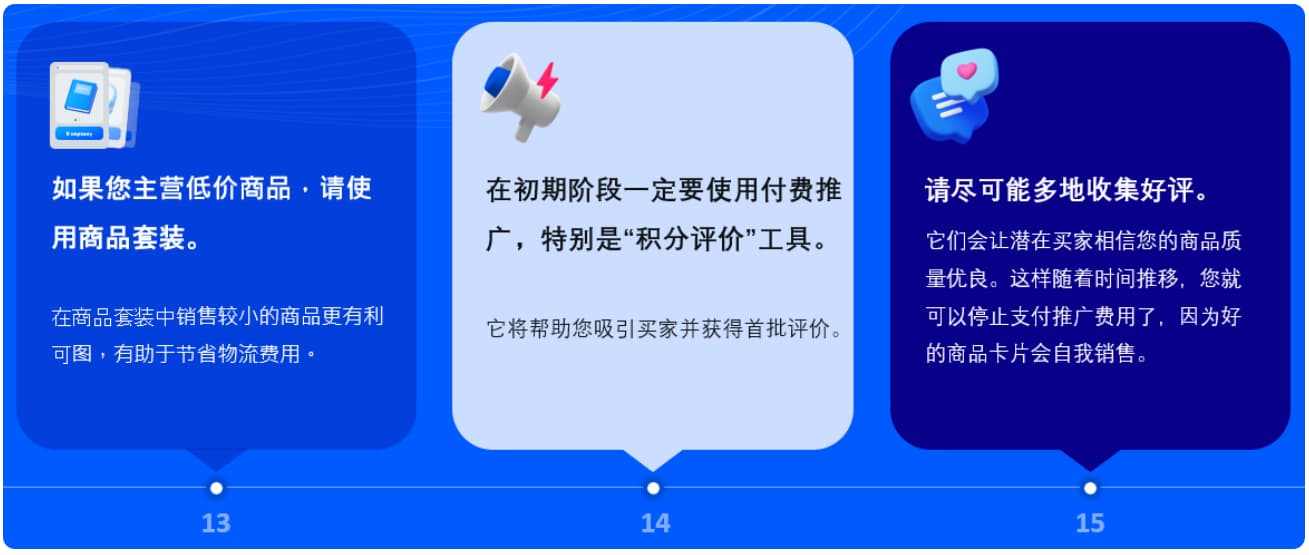 如果您主营低价商品，请使
用商品套装。
在商品套装中销售较小的商品更有利
可图，有助于节省物流费用。
13
在初期阶段一定要使用付费推
广，特别是“积分评价”工具。
它将帮助您吸引买家并获得首批评价。
14
请尽可能多地收集好评。
它们会让潜在买家相信您的商品质
量优良。这样随着时间推移，您就
可以停止支付推广费用了，因为好
的商品卡片会自我销售。
15